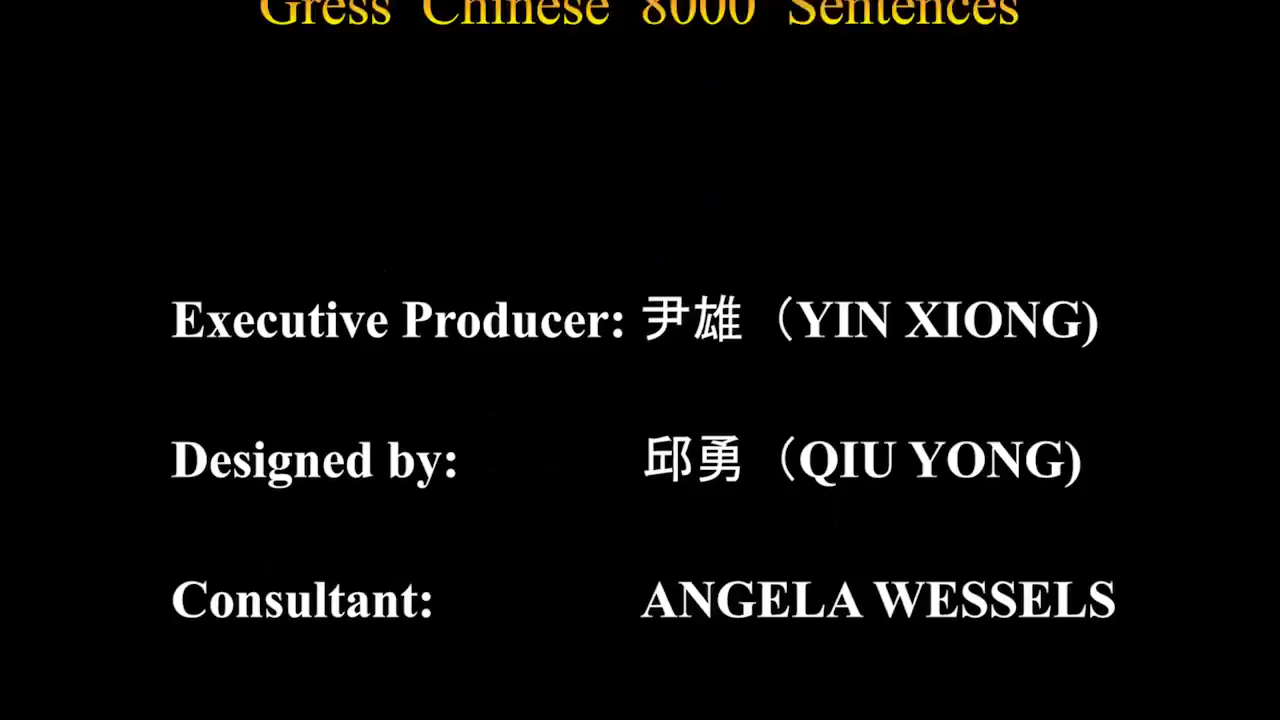 Gress Chinese 8000 Sentences
Executive Producer: 尹雄（YIN XIONG)
Designed by: 邱勇（QIU YONG)
Consultant: ANGELA WESSELS